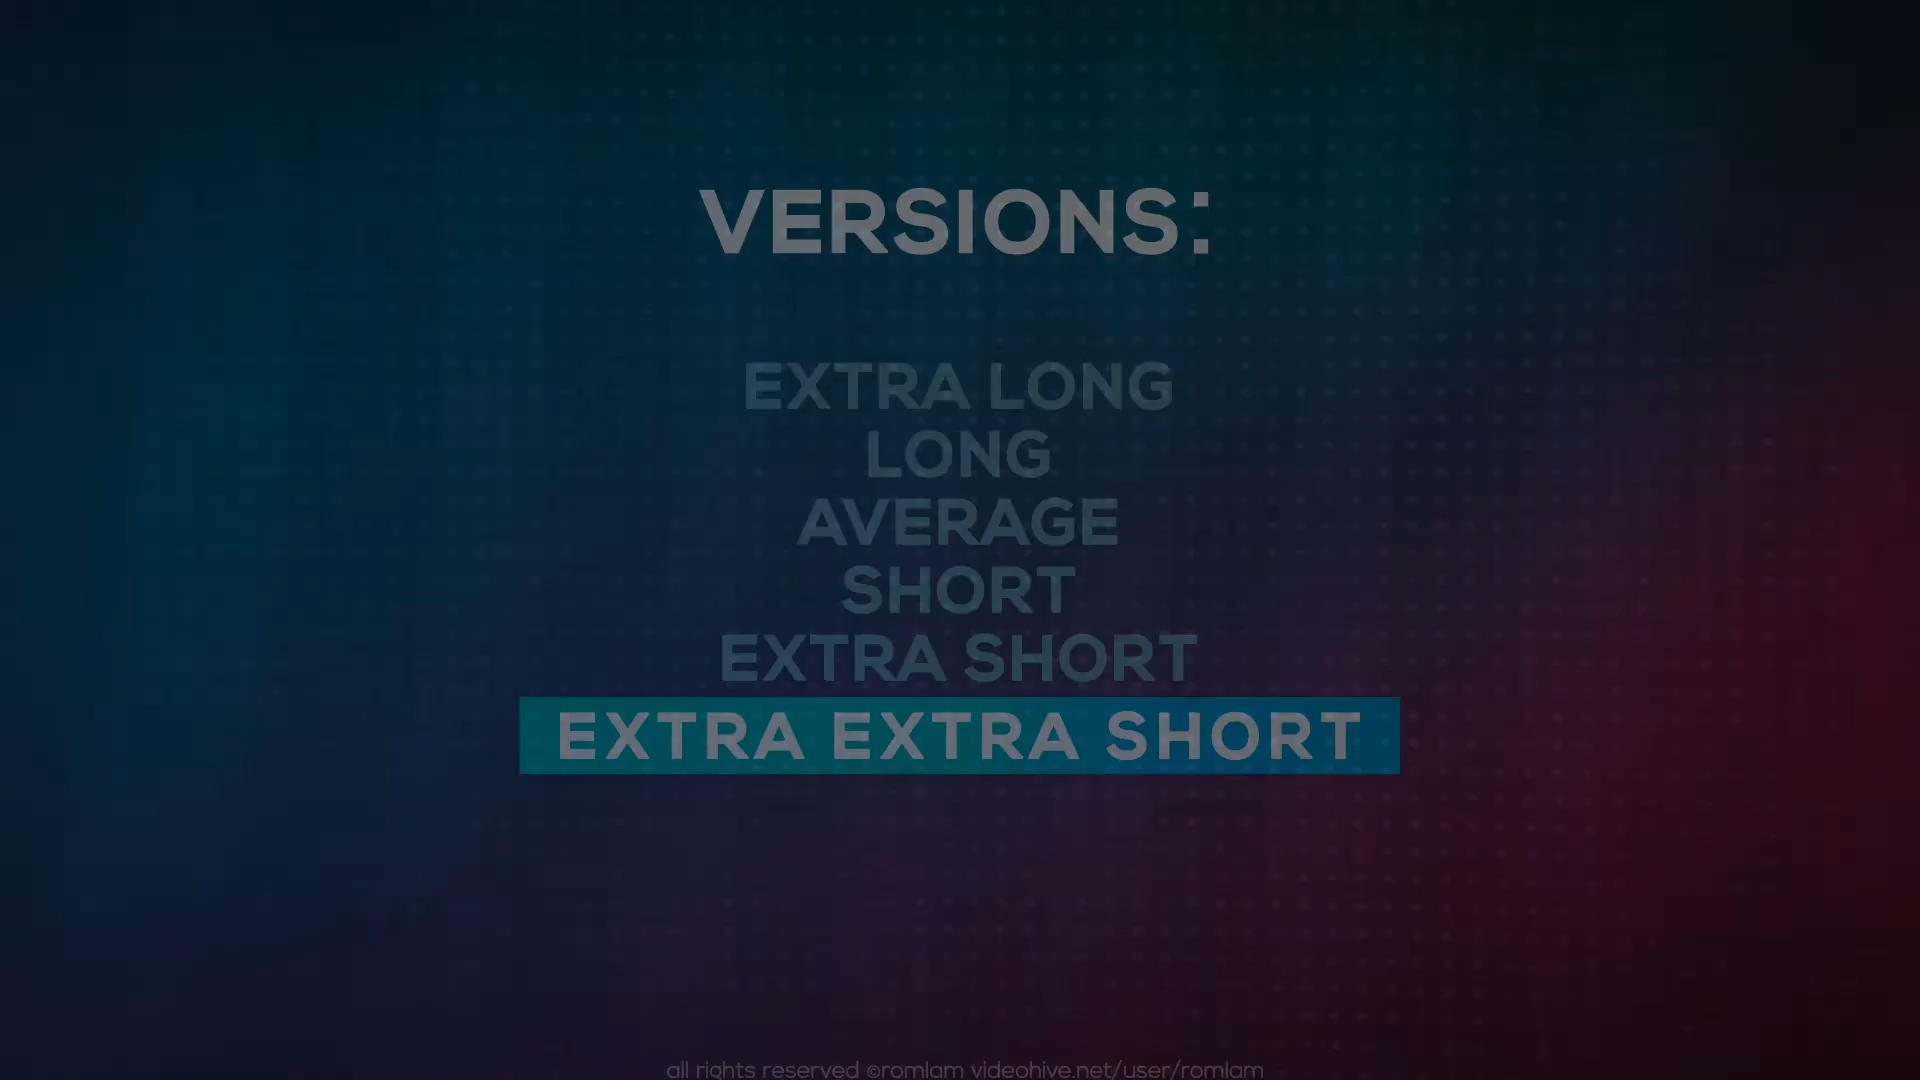 VERSIONS:
EXTRA LONG
LONG
AVERAGE
SHORT
EXTRA SHORT
EXTRA EXTRA SHORT
all rights reserved ©romlam videohive.net/user/romlam